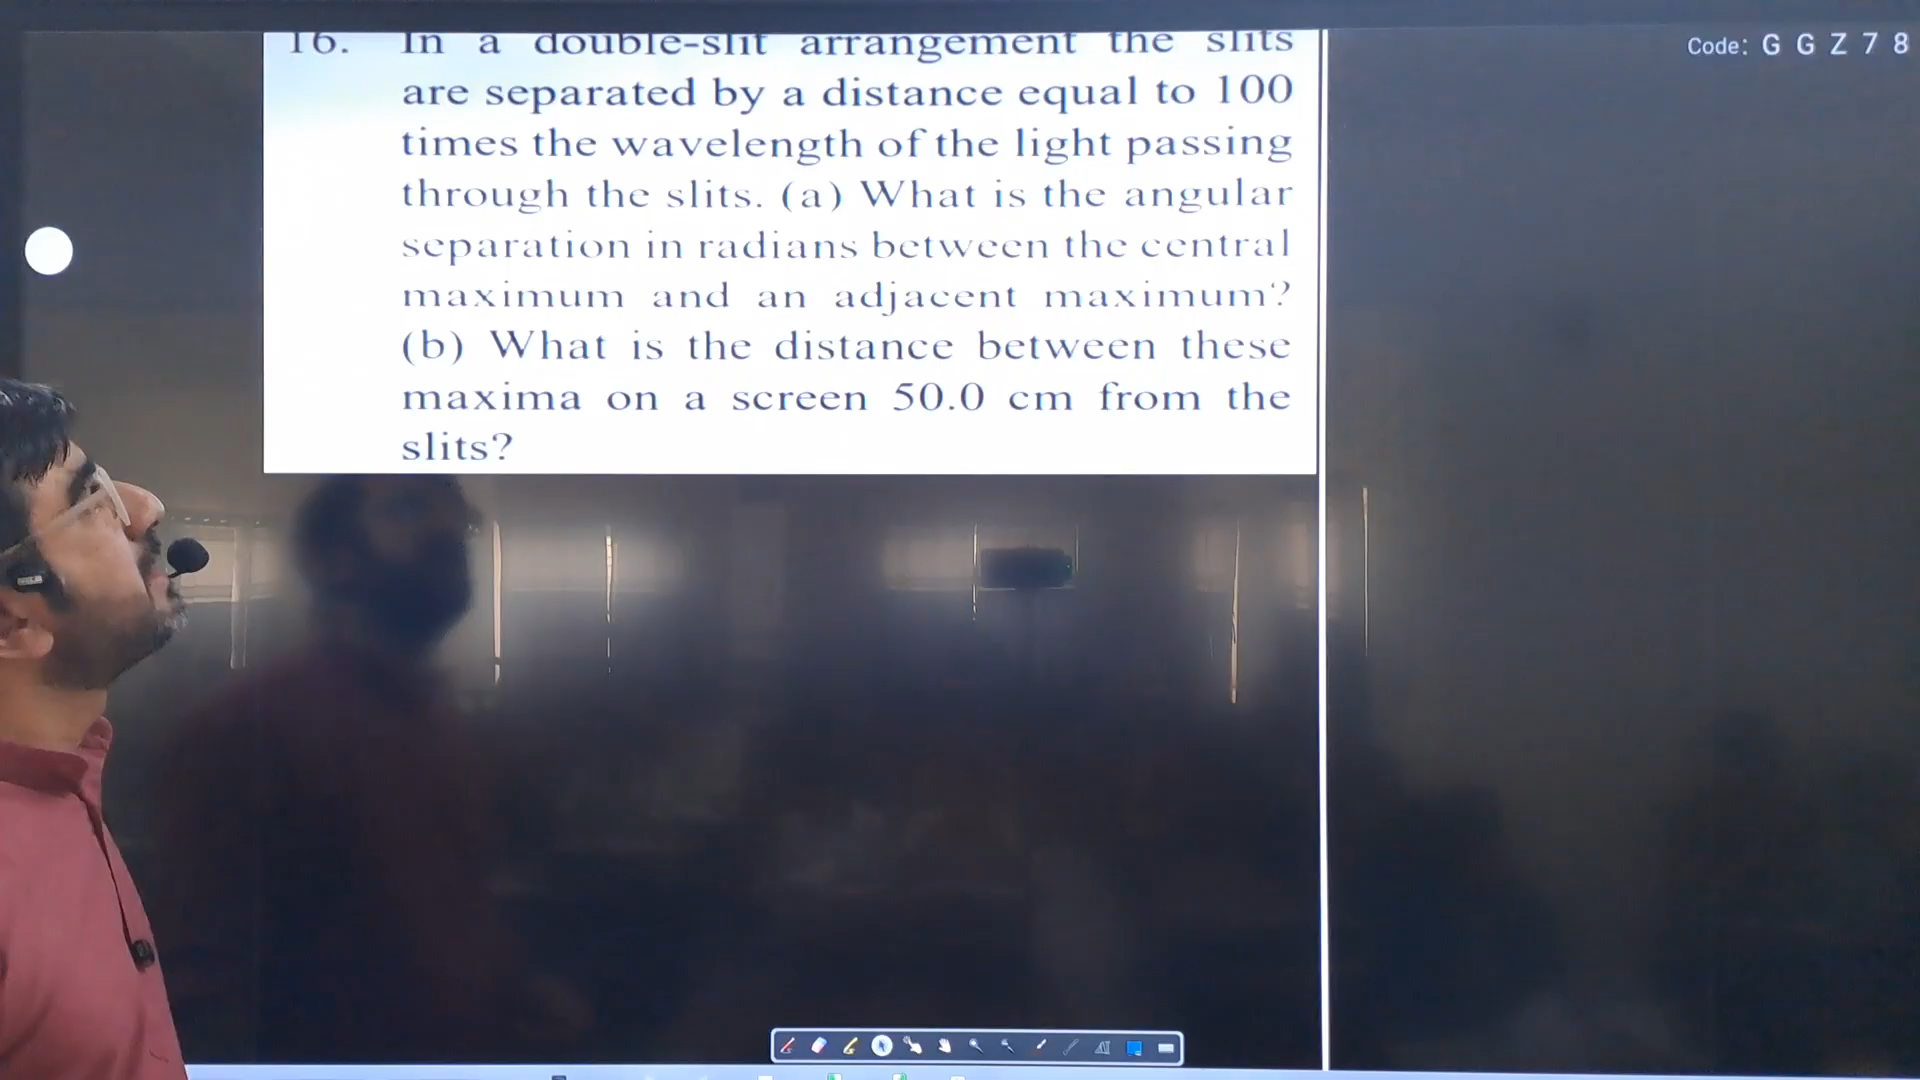 16. In a double-slit arrangement the slits
are separated by a distance equal to 100
times the wavelength of the light passing
through the slits. (a) What is the angular
separation in radians between the central
maximum and an adjacent maximum?
(b) What is the distance between these
maxima on a screen 50.0 cm from the
slits?
Code: G G Z 7 8